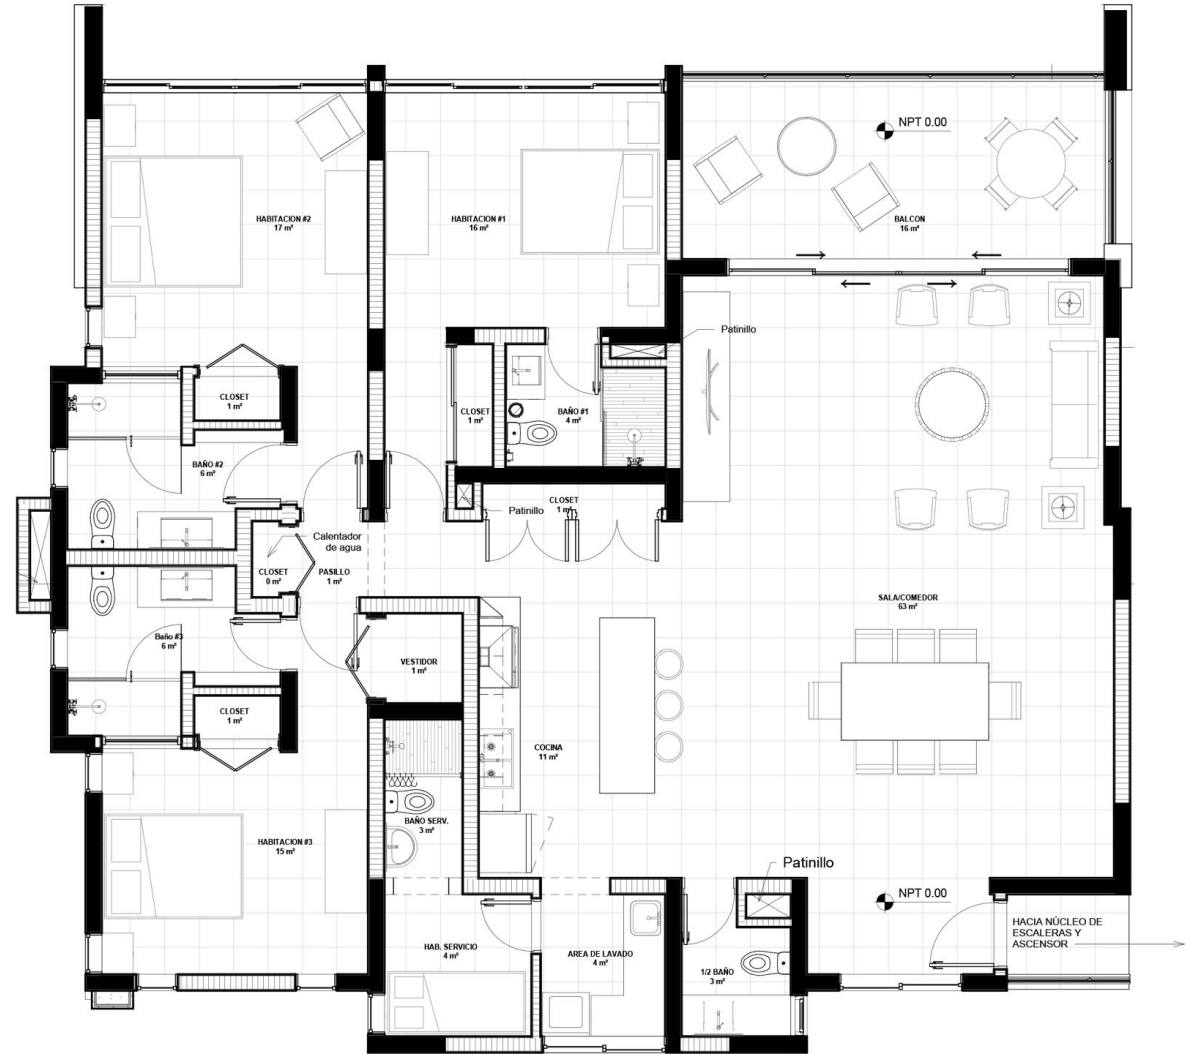 NPT 0.00
HABITACION #2
17 m²
HABITACION #1
16 m²
BALCON
16 m²
Patinillo
CLOSET
1 m²
CLOSET
1 m²
BAÑO #1
4 m²
BAÑO #2
6 m²
CLOSET
1 m²
Patinillo
Calentador
de agua
CLOSET
0 m²
PASILLO
1 m²
SALA/COMEDOR
63 m²
Baño #3
6 m²
VESTIDOR
1 m²
CLOSET
1 m²
COCINA
11 m²
BAÑO SERV.
3 m²
HABITACION #3
15 m²
Patinillo
NPT 0.00
HACIA NÚCLEO DE
ESCALERAS Y
ASCENSOR
HAB. SERVICIO
4 m²
AREA DE LAVADO
4 m²
1/2 BAÑO
3 m²